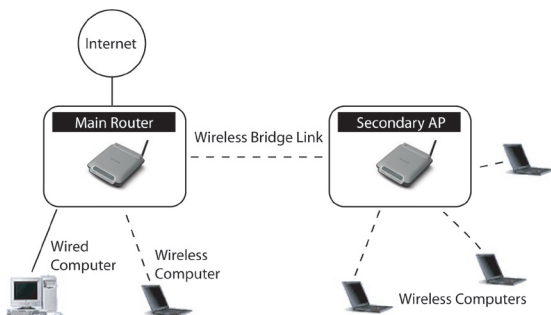 Internet
Main Router
Secondary AP
Wireless Bridge Link
Wired
Computer
Wireless
Computer
Wireless Computers